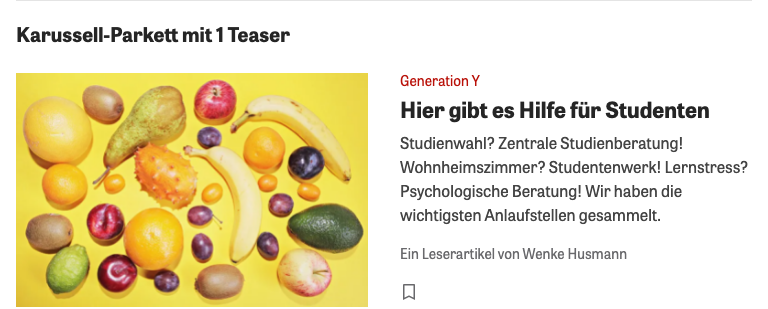 Karussell-Parkett mit 1 Teaser
Generation Y
Hier gibt es Hilfe für Studenten
Studienwahl? Zentrale Studienberatung!
Wohnheimszimmer? Studentenwerk! Lernstress?
Psychologische Beratung! Wir haben die
wichtigsten Anlaufstellen gesammelt.
Ein Leserartikel von Wenke Husmann